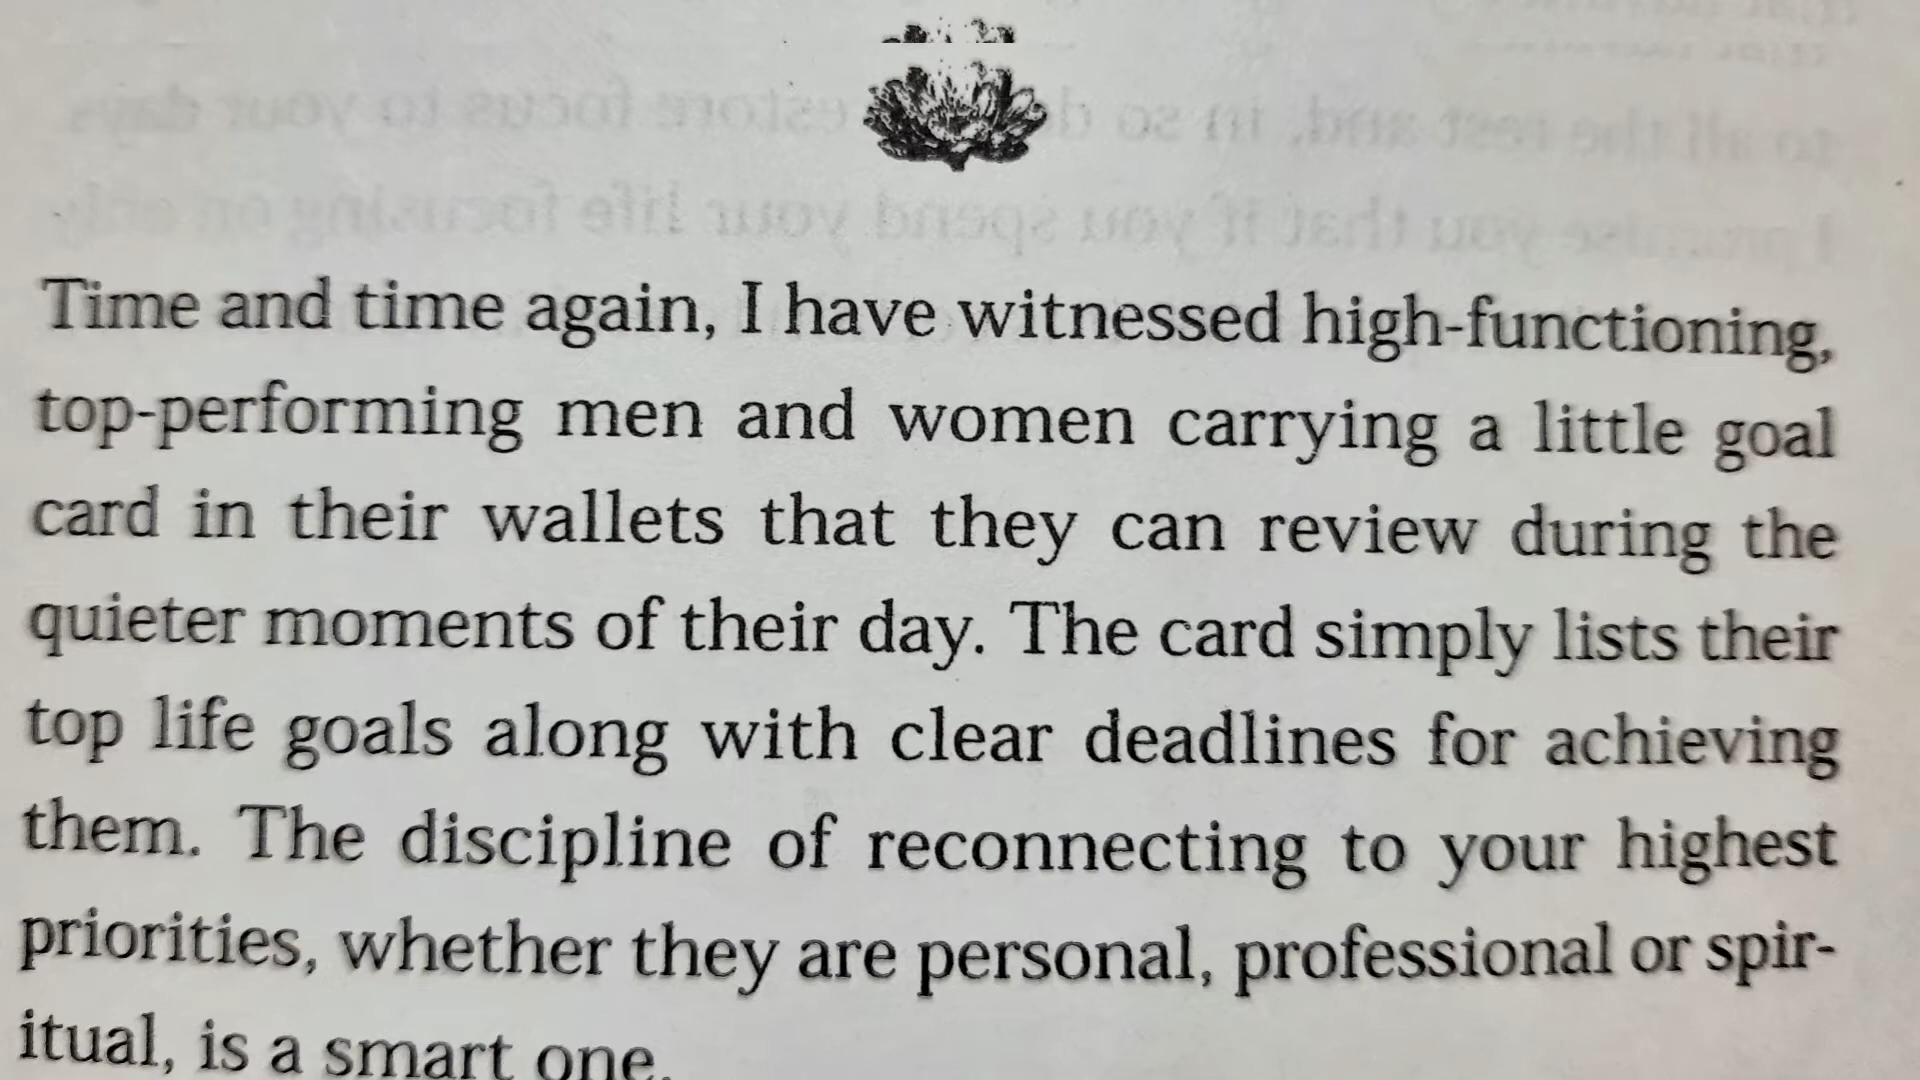 Time and time again, I have witnessed high-functioning,
top-performing men and women carrying a little goal
card in their wallets that they can review during the
quieter moments of their day. The card simply lists their
top life goals along with clear deadlines for achieving
them. The discipline of reconnecting to your highest
priorities, whether they are personal, professional or spir-
itual, is a smart one.